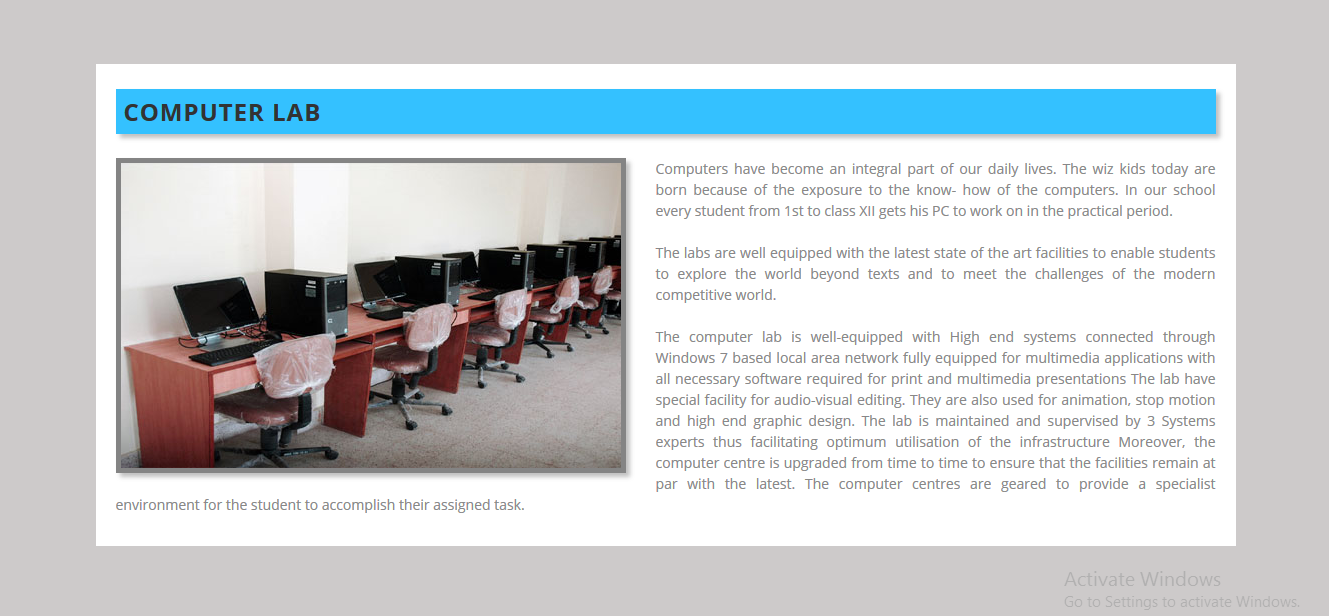 COMPUTER LAB
Computers have become an integral part of our daily lives. The wiz kids today are
born because of the exposure to the know- how of the computers. In our school
every student from 1st to class XII gets his PC to work on in the practical period.
The labs are well equipped with the latest state of the art facilities to enable students
to explore the world beyond texts and to meet the challenges of the modern
competitive world.
The computer lab is well-equipped with High end systems connected through
Windows 7 based local area network fully equipped for multimedia applications with
all necessary software required for print and multimedia presentations The lab have
special facility for audio-visual editing. They are also used for animation, stop motion
and high end graphic design. The lab is maintained and supervised by 3 Systems
experts thus facilitating optimum utilisation of the infrastructure Moreover, the
computer centre is upgraded from time to time to ensure that the facilities remain at
par with the latest. The computer centres are geared to provide a specialist
environment for the student to accomplish their assigned task.
Activate Windows
Go to Settings to activate Windows.